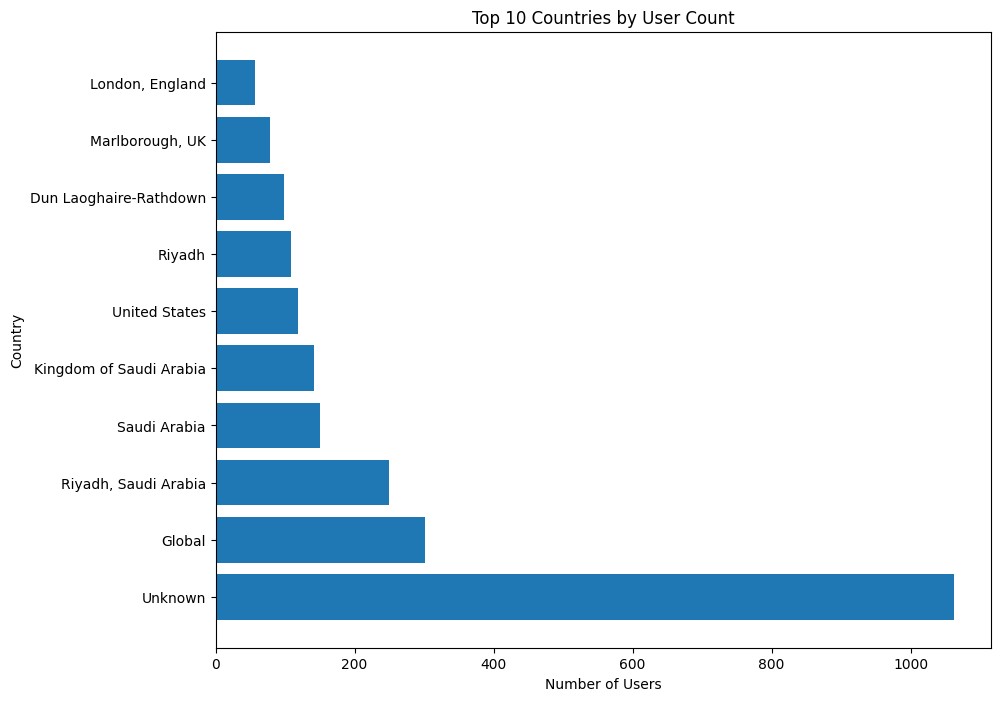 Top 10 Countries by User Count
London, England
Marlborough, UK
Dun Laoghaire-Rathdown
Riyadh
United States
Kingdom of Saudi Arabia
Saudi Arabia
Riyadh, Saudi Arabia
Global
Unknown
Country
0 200 400 600 800 1000
Number of Users